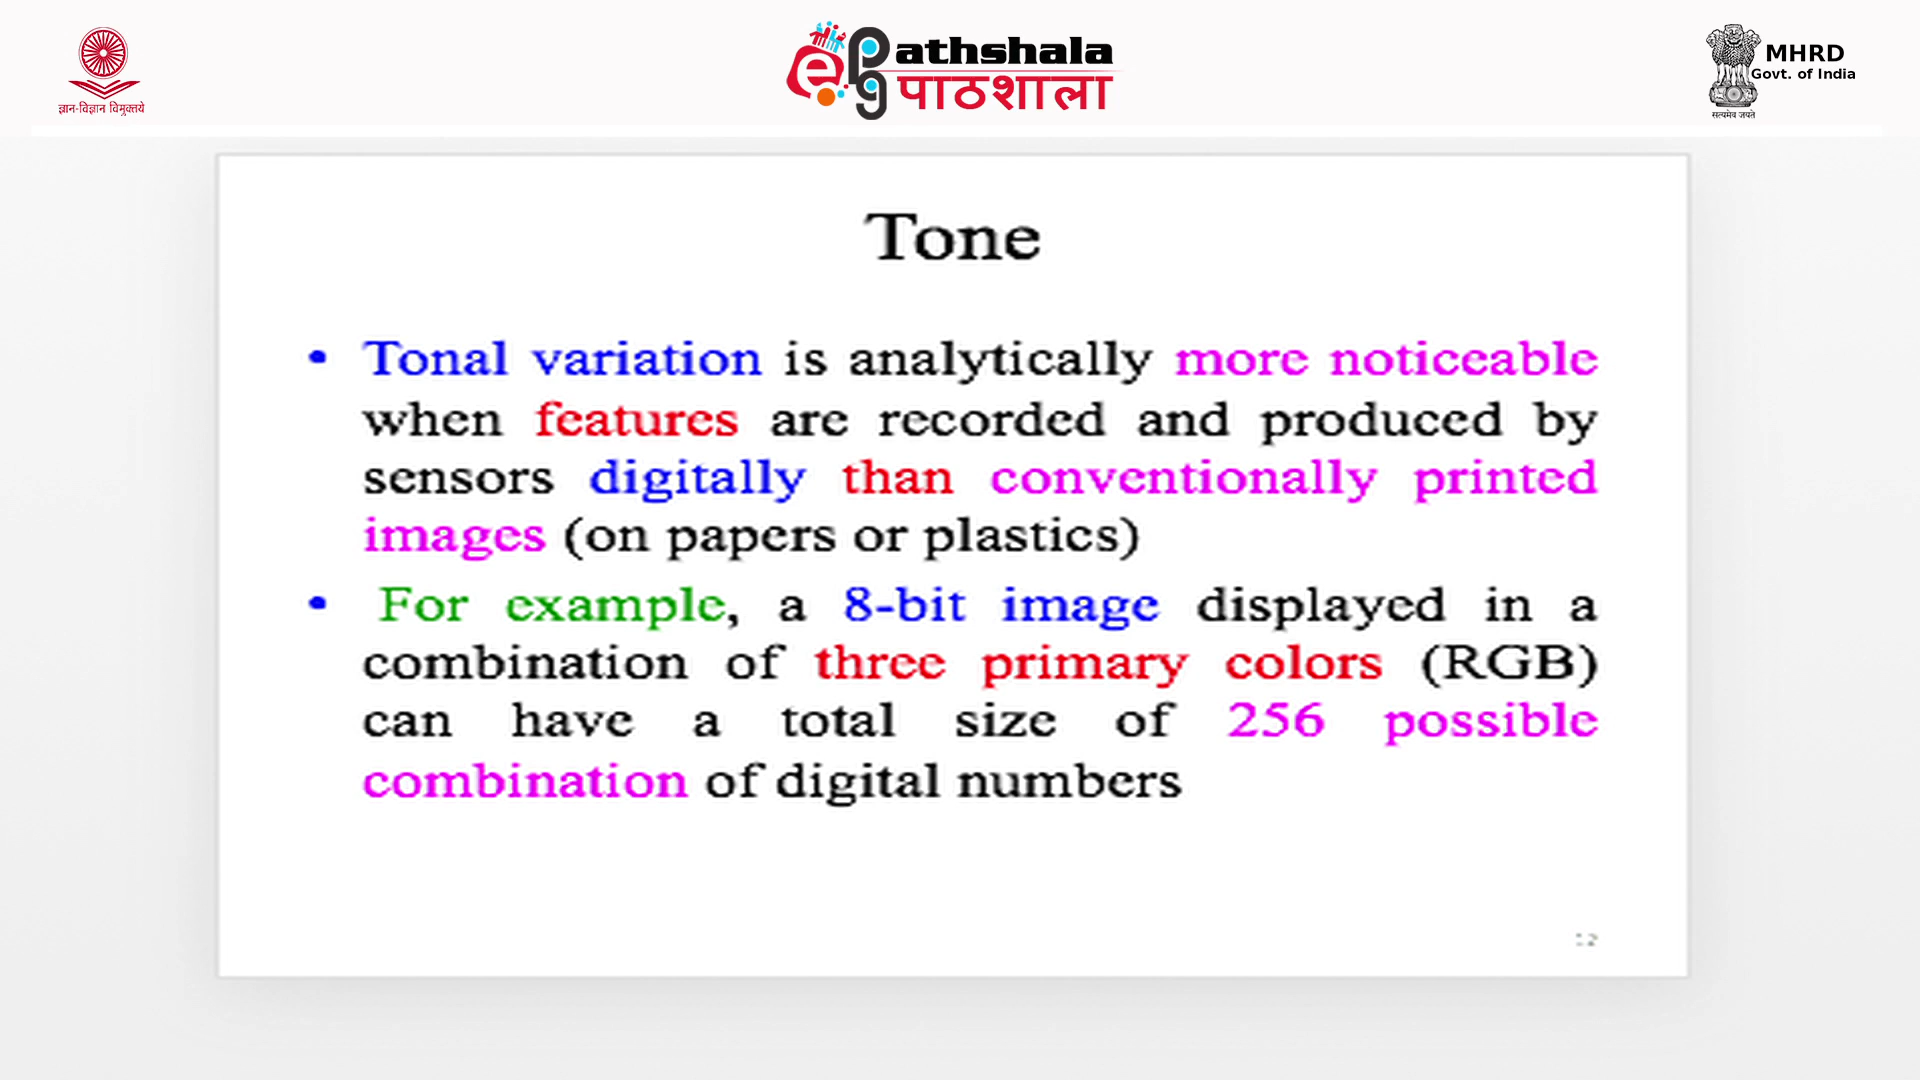 ज्ञान-विज्ञान विमुक्तये
ePgathshala
पाठशाला
MHRD
Govt. of India
सत्यमेव जयते
Tone
• Tonal variation is analytically more noticeable
when features are recorded and produced by
sensors digitally than conventionally printed
images (on papers or plastics)
• For example, a 8-bit image displayed in a
combination of three primary colors (RGB)
can have a total size of 256 possible
combination of digital numbers